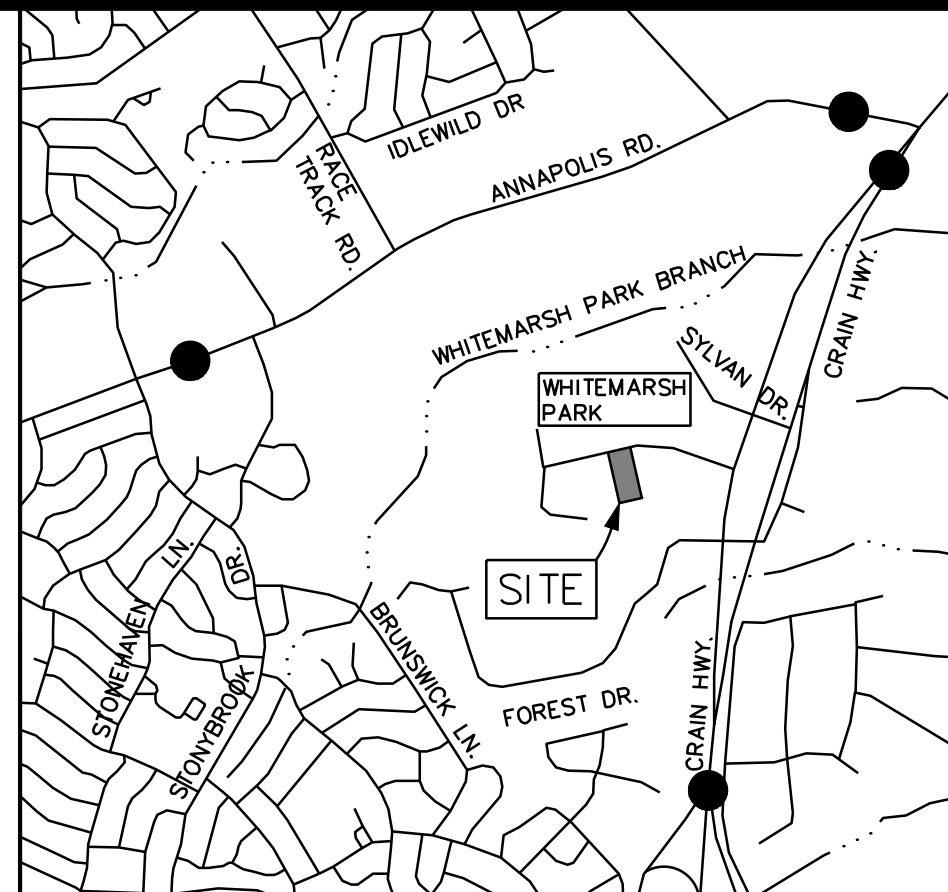 IDLEWILD DR
RACE
TRACK RD.
ANNAPOLIS RD.
WHITEMARSH PARK BRANCH
CRAIN HWY.
SYLVAN DR.
WHITEMARSH
PARK
SITE
STONEHAVEN LN.
STONYBROOK DR.
BRUNSWICK LN.
FOREST DR.
CRAIN HWY.